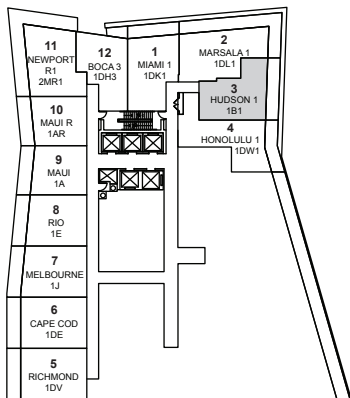 11
NEWPORT
R1
2MR1
12
BOCA 3
1DH3
1
MIAMI 1
1DK1
2
MARSALA 1
1DL1
3
HUDSON 1
1B1
4
HONOLULU 1
1DW1
10
MAUI R
1AR
9
MAUI
1A
8
RIO
1E
7
MELBOURNE
1J
6
CAPE COD
1DE
5
RICHMOND
1DV